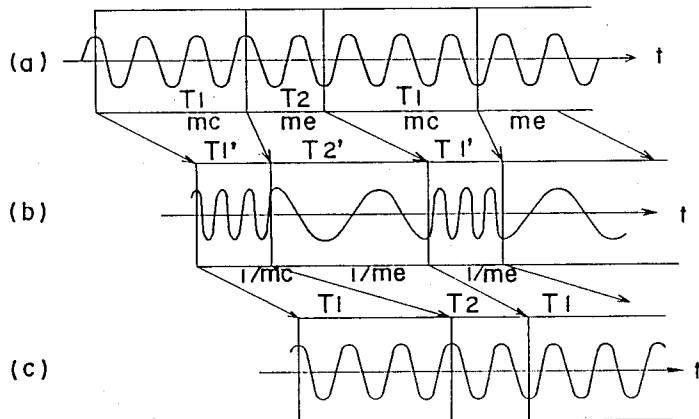 (a)
t
T1 T2 T1
mc me mc me
T1' T2' T1'
(b)
t
1/mc 1/me 1/me
T1 T2 T1
(c)
t